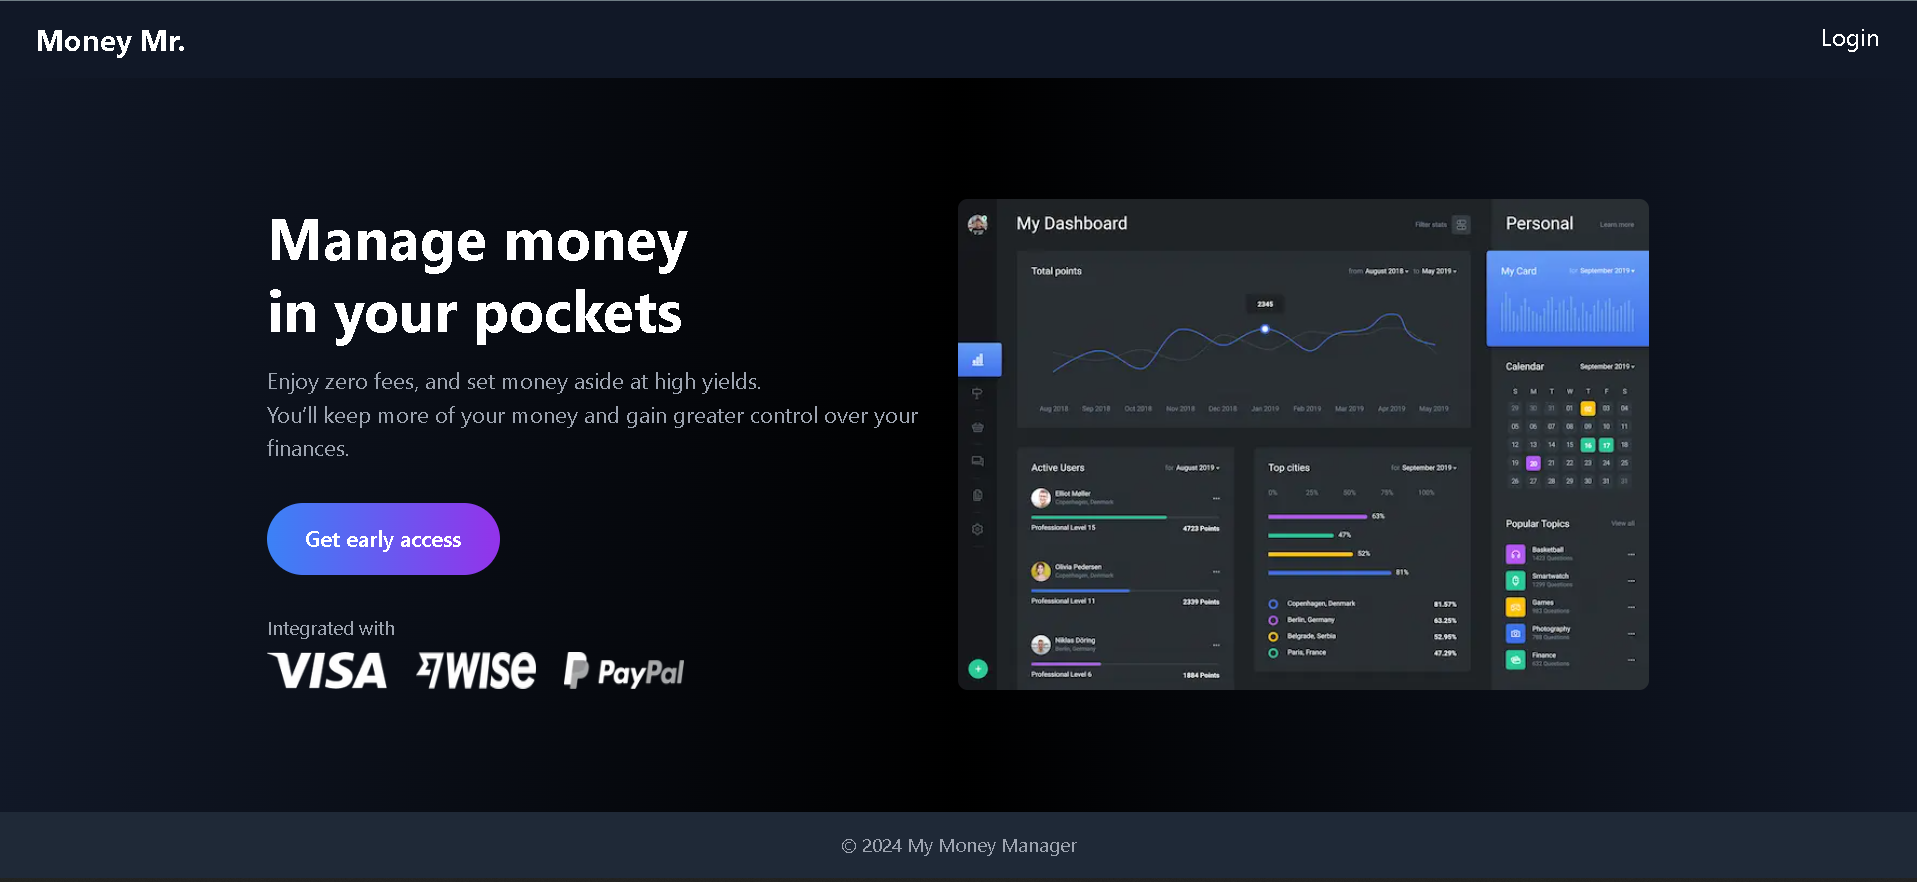 Money Mr.
Login
Manage money
in your pockets
Enjoy zero fees, and set money aside at high yields.
You’ll keep more of your money and gain greater control over your
finances.
Get early access
Integrated with
VISA WISE PayPal
My Dashboard
Filter stats
Total points
from August 2018 to May 2019
2345
Aug 2018 Sep 2018 Oct 2018 Nov 2018 Dec 2018 Jan 2019 Feb 2019 Mar 2019 Apr 2019 May 2019
Active Users
for August 2019
Elliot Møller
Copenhagen, Denmark
Professional Level 15 4723 Points
Olivia Pedersen
Copenhagen, Denmark
Professional Level 11 2339 Points
Niklas Döring
Berlin, Germany
Professional Level 6 1884 Points
Top cities
for September 2019
0% 25% 50% 75% 100%
63%
47%
52%
81%
Copenhagen, Denmark 81.57%
Berlin, Germany 63.25%
Belgrade, Serbia 52.95%
Paris, France 47.29%
Personal
Learn more
My Card
for September 2019
Calendar
September 2019
S M T W T F S
29 30 31 01 02 03 04
05 06 07 08 09 10 11
12 13 14 15 16 17 18
19 20 21 22 23 24 25
26 27 28 29 30 31 31
Popular Topics
View all
Basketball
1423 Questions
Smartwatch
1299 Questions
Games
983 Questions
Photography
788 Questions
Finance
632 Questions
© 2024 My Money Manager